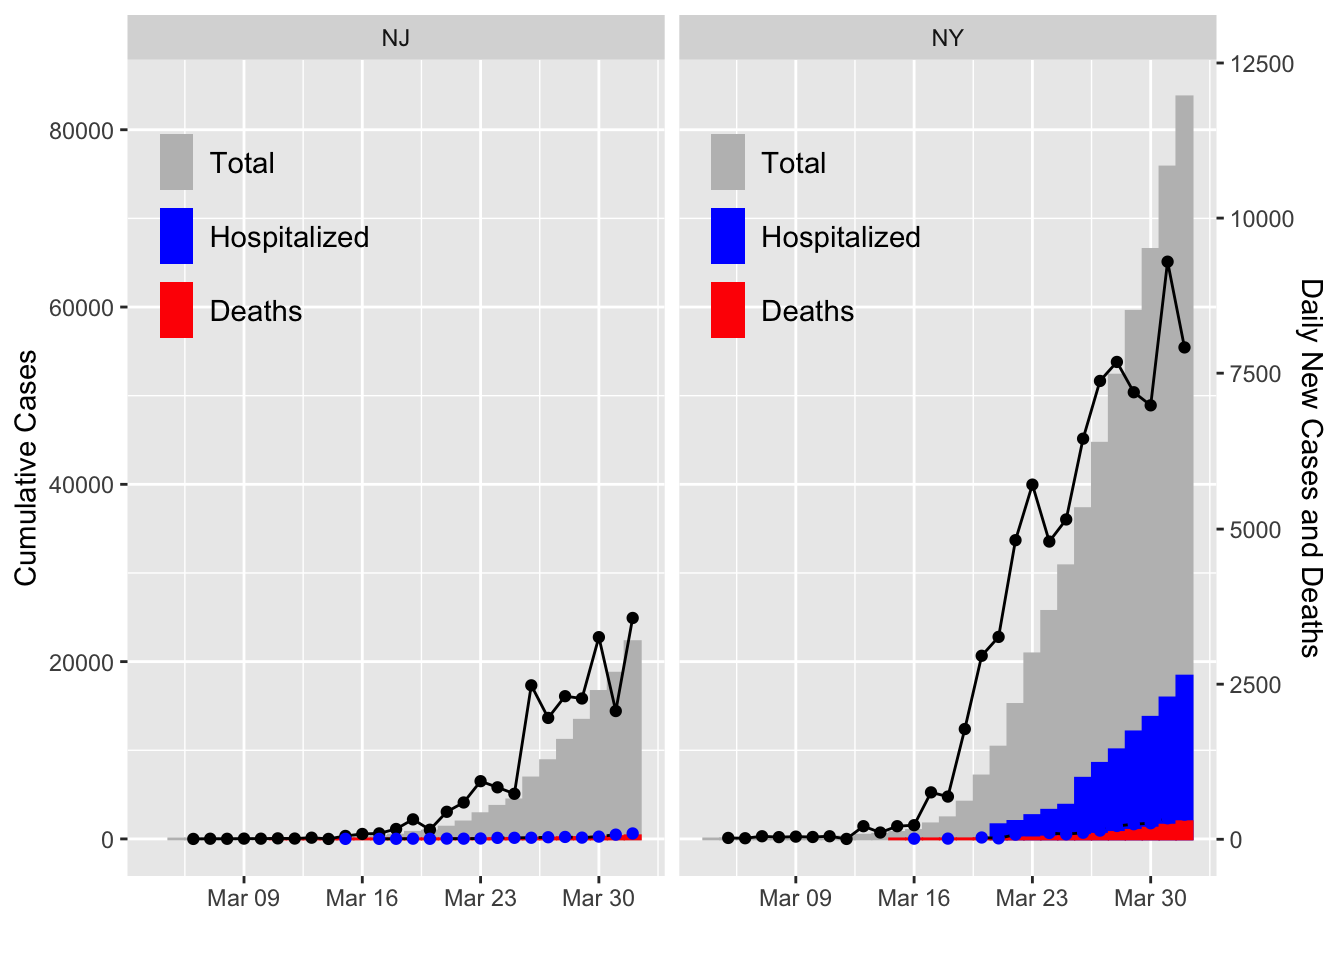 NJ
NY
Cumulative Cases
80000
60000
40000
20000
0
Total
Hospitalized
Deaths
Total
Hospitalized
Deaths
12500
10000
7500
5000
2500
0
Daily New Cases and Deaths
Mar 09 Mar 16 Mar 23 Mar 30
Mar 09 Mar 16 Mar 23 Mar 30